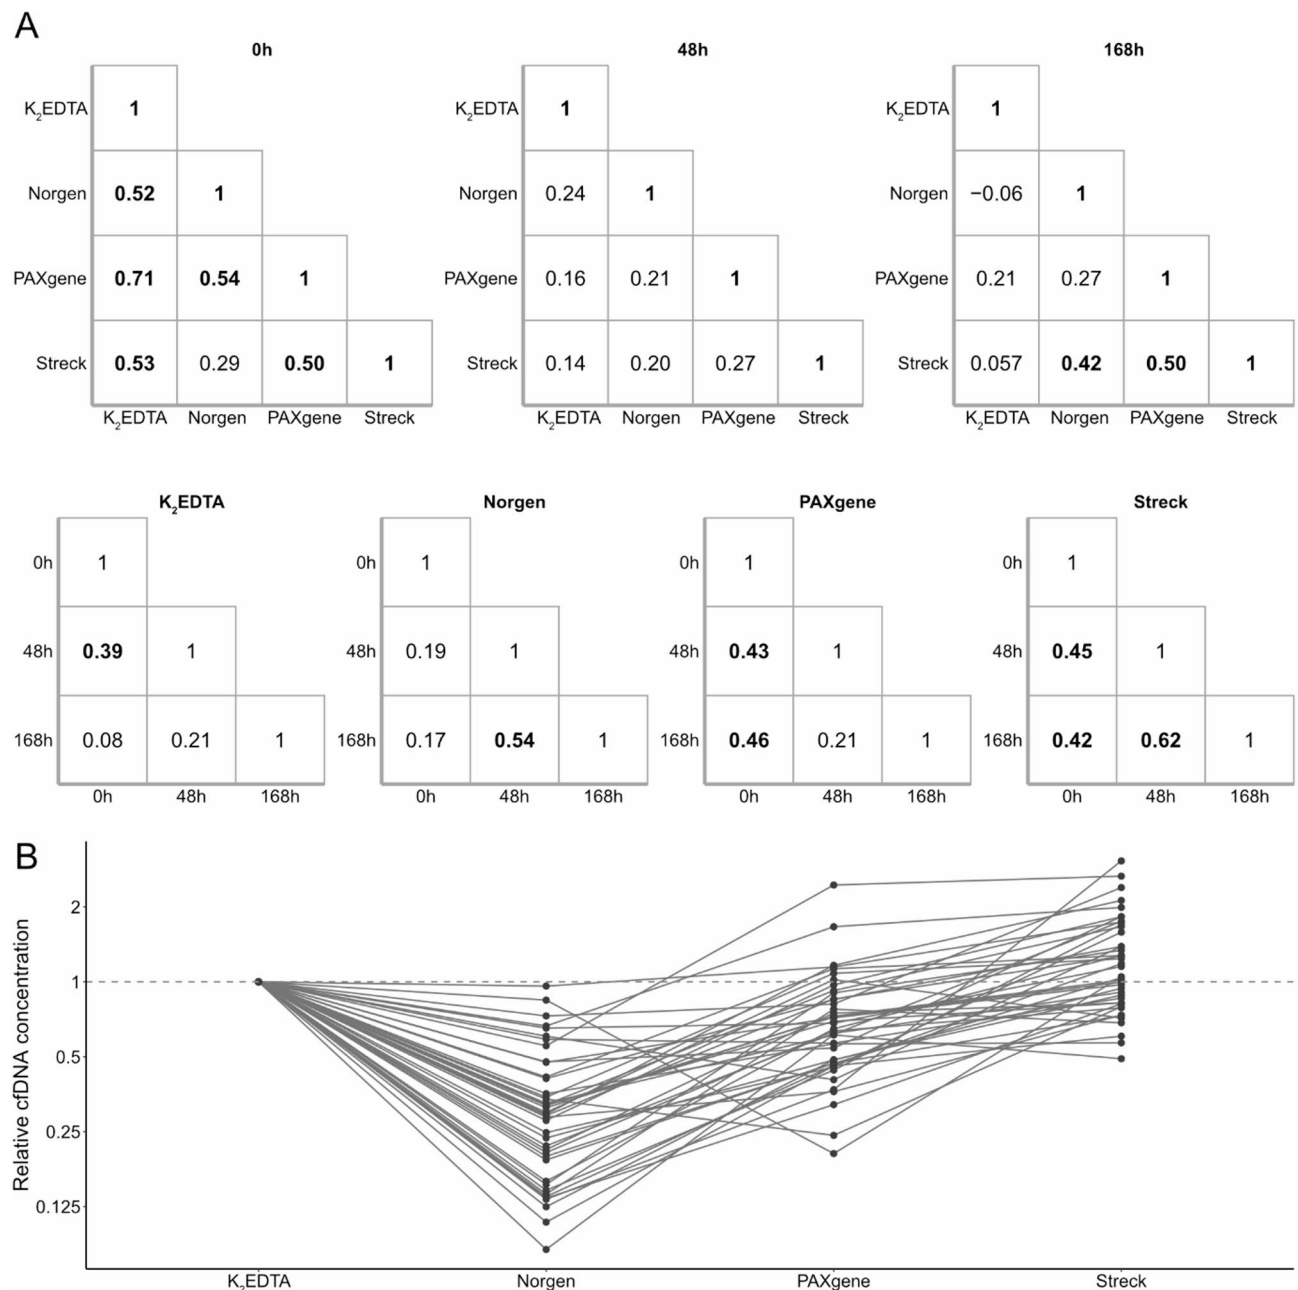 A
0h 48h 168h
K₂EDTA 1 K₂EDTA 1 K₂EDTA 1
Norgen 0.52 1 Norgen 0.24 1 Norgen −0.06 1
PAXgene 0.71 0.54 1 PAXgene 0.16 0.21 1 PAXgene 0.21 0.27 1
Streck 0.53 0.29 0.50 1 Streck 0.14 0.20 0.27 1 Streck 0.057 0.42 0.50 1
K₂EDTA Norgen PAXgene Streck K₂EDTA Norgen PAXgene Streck K₂EDTA Norgen PAXgene Streck
K₂EDTA Norgen PAXgene Streck
0h 1 0h 1 0h 1 0h 1
48h 0.39 1 48h 0.19 1 48h 0.43 1 48h 0.45 1
168h 0.08 0.21 1 168h 0.17 0.54 1 168h 0.46 0.21 1 168h 0.42 0.62 1
0h 48h 168h 0h 48h 168h 0h 48h 168h 0h 48h 168h
B
Relative cfDNA concentration
2
1
0.5
0.25
0.125
K₂EDTA Norgen PAXgene Streck